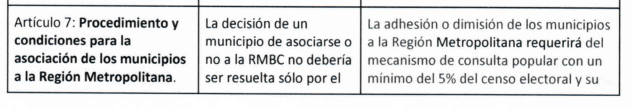 Artículo 7: Procedimiento y
condiciones para la
asociación de los municipios
a la Región Metropolitana.
La decisión de un
municipio de asociarse o
no a la RMBC no debería
ser resuelta sólo por el
La adhesión o dimisión de los municipios
a la Región Metropolitana requerirá del
mecanismo de consulta popular con un
mínimo del 5% del censo electoral y su